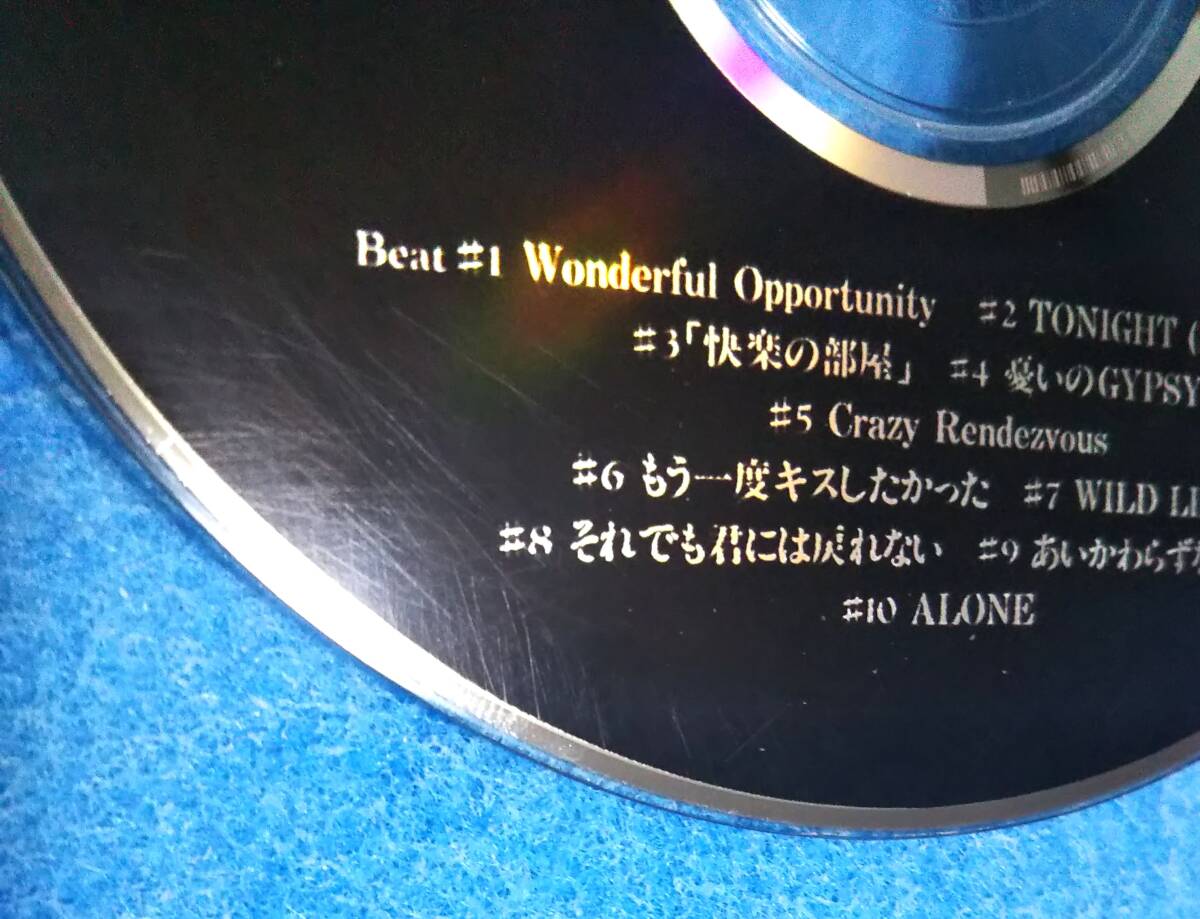 Beat ♯1 Wonderful Opportunity ♯2 TONIGHT (
♯3「快楽の部屋」 ♯4 憂いのGYPSY
♯5 Crazy Rendezvous
♯6 もう一度キスしたかった ♯7 WILD
♯8 それでも君には戻れない ♯9 あいかわらず
♯10 ALONE